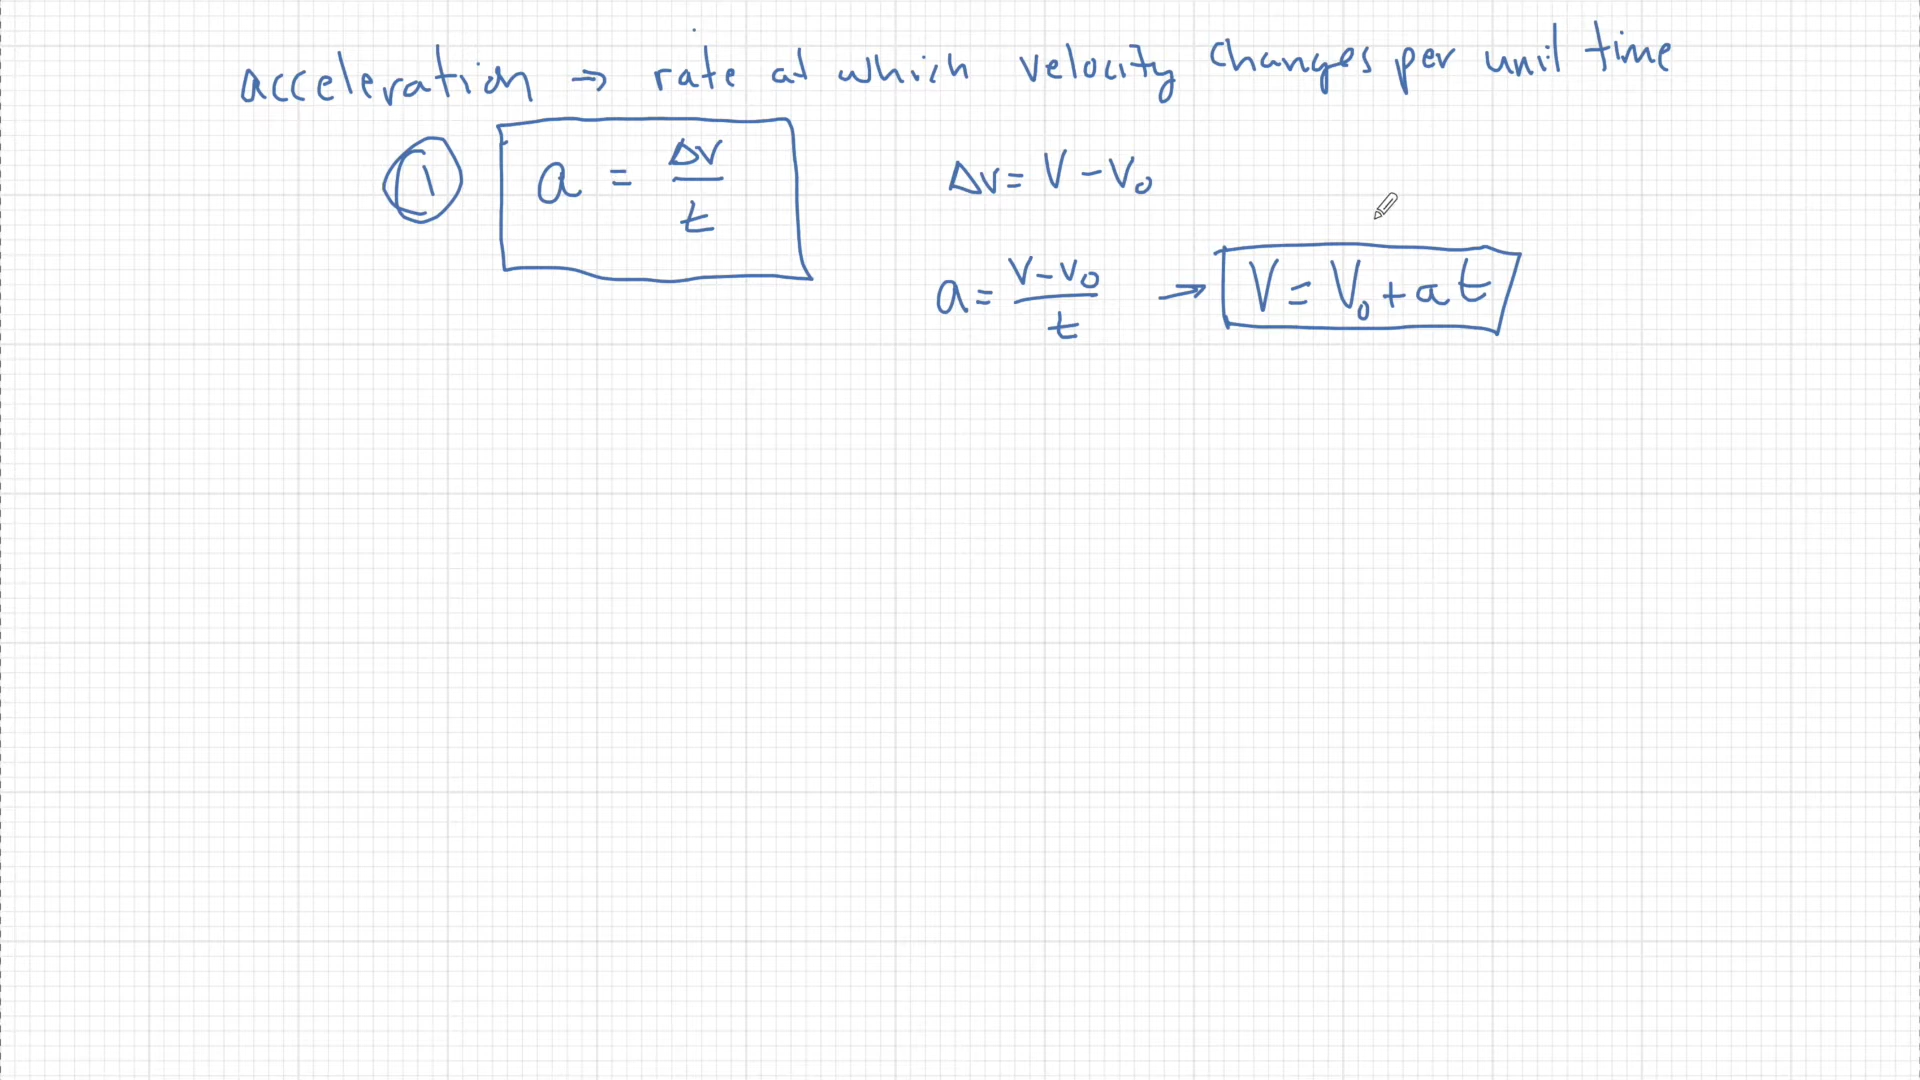 acceleration → rate at which velocity changes per unit time
① a = Δv / t
Δv = V - V₀
a = v - v₀ / t → V = V₀ + at